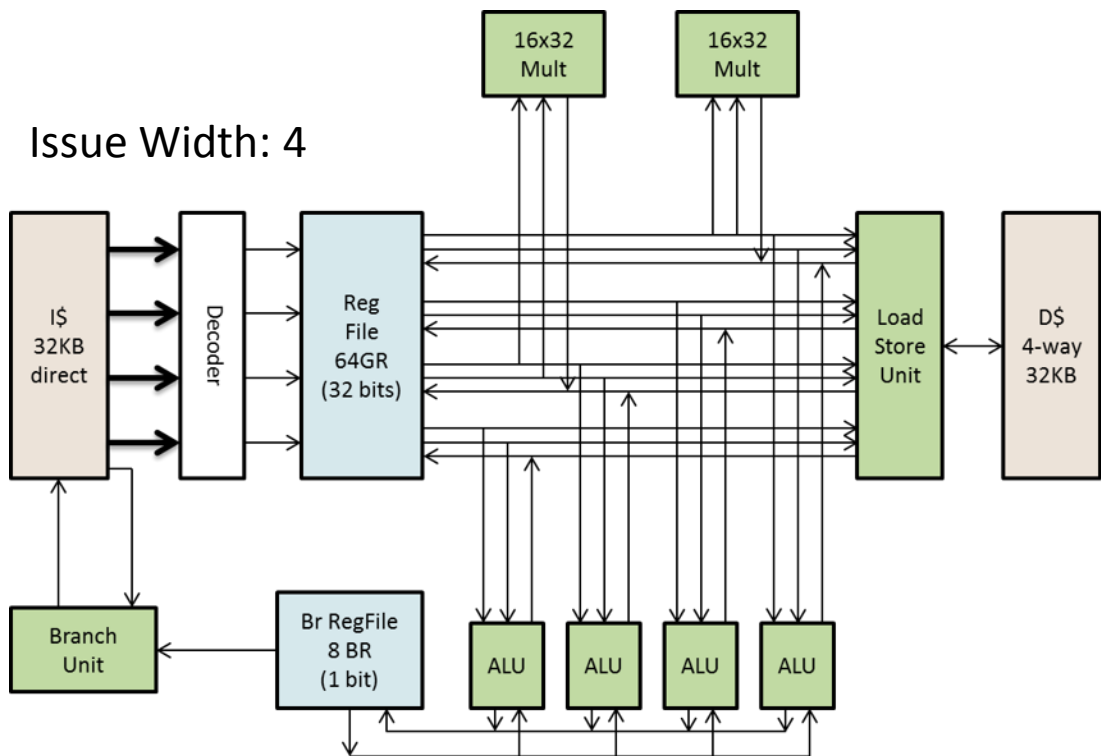 16x32
Mult
16x32
Mult
Issue Width: 4
I$
32KB
direct
Decoder
Reg
File
64GR
(32 bits)
Load
Store
Unit
D$
4-way
32KB
Branch
Unit
Br RegFile
8 BR
(1 bit)
ALU
ALU
ALU
ALU